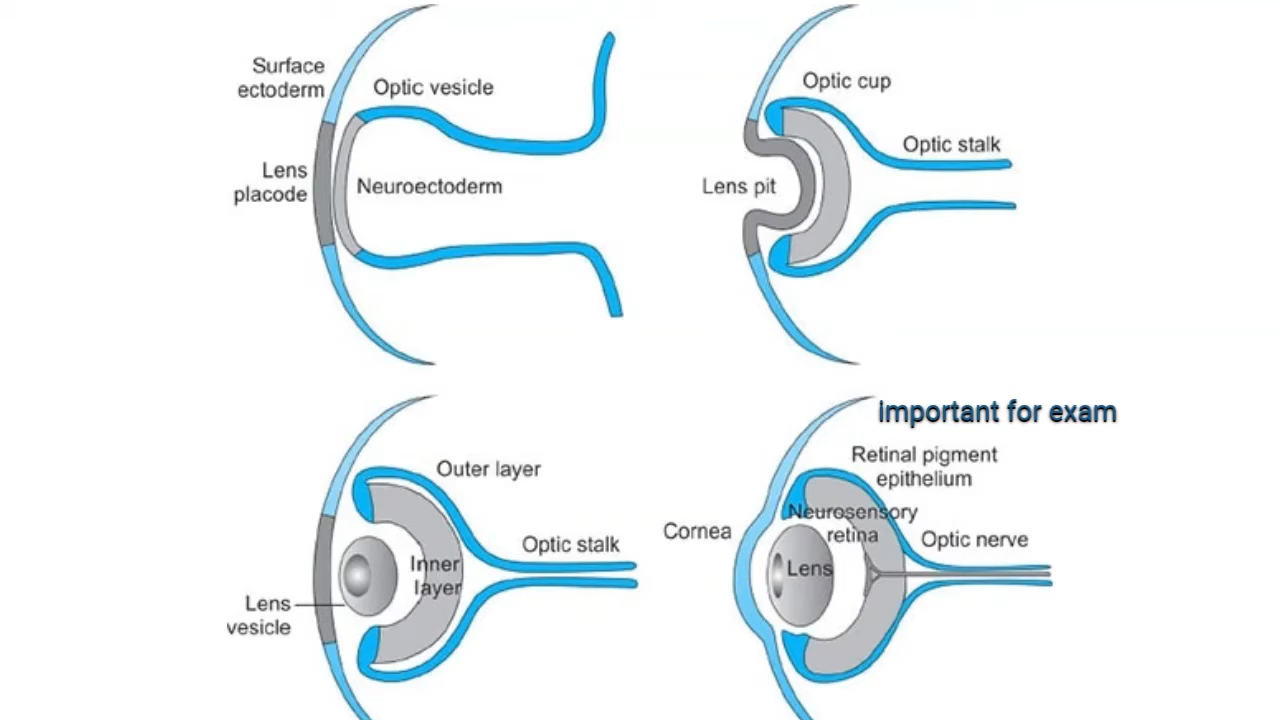 Surface
ectoderm
Optic vesicle
Lens
placode
Neuroectoderm
Optic cup
Optic stalk
Lens pit
Outer layer
Optic stalk
Inner
layer
Lens
vesicle
important for exam
Retinal pigment
epithelium
Neurosensory
retina
Cornea
Optic nerve
Lens